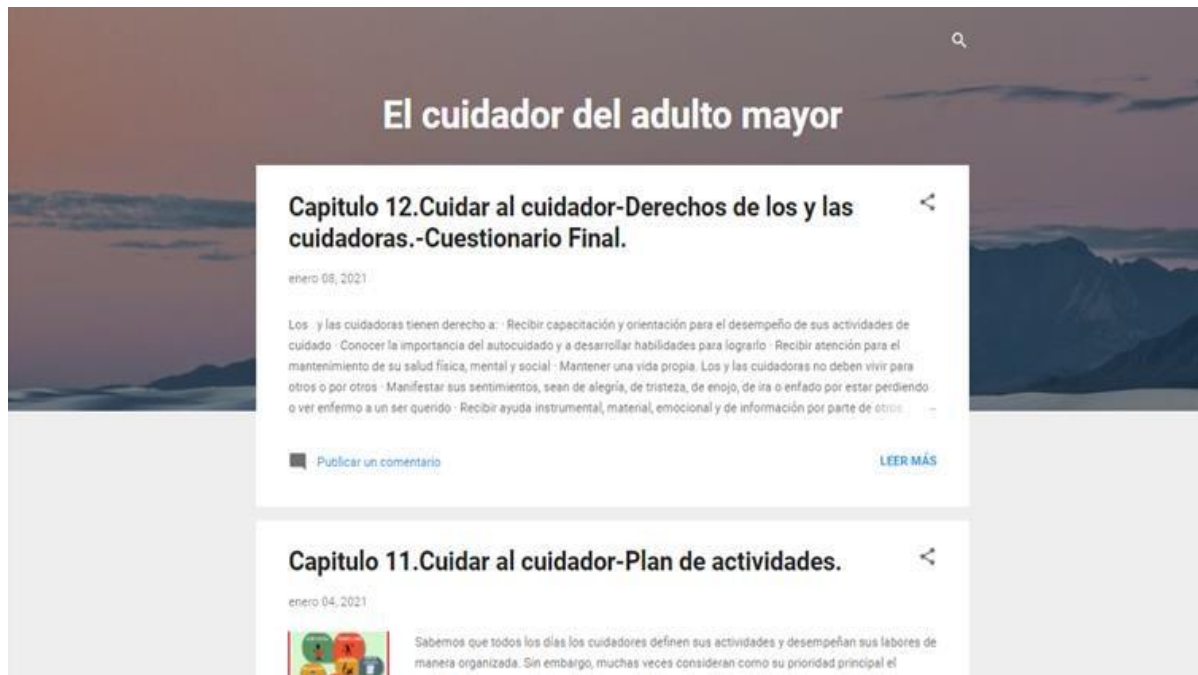 El cuidador del adulto mayor
Capitulo 12.Cuidar al cuidador-Derechos de los y las
cuidadoras.-Cuestionario Final.
enero 08, 2021
Los y las cuidadoras tienen derecho a: · Recibir capacitación y orientación para el desempeño de sus actividades de
cuidado · Conocer la importancia del autocuidado y a desarrollar habilidades para lograrlo · Recibir atención para el
mantenimiento de su salud física, mental y social · Mantener una vida propia. Los y las cuidadoras no deben vivir para
otros o por otros · Manifestar sus sentimientos, sean de alegría, de tristeza, de enojo, de ira o enfado por estar perdiendo
o ver enfermo a un ser querido · Recibir ayuda instrumental, material, emocional y de información por parte de otros ...
Publicar un comentario
LEER MÁS
Capitulo 11.Cuidar al cuidador-Plan de actividades.
enero 04, 2021
Sabemos que todos los días los cuidadores definen sus actividades y desempeñan sus labores de
manera organizada. Sin embargo, muchas veces consideran como su prioridad principal el